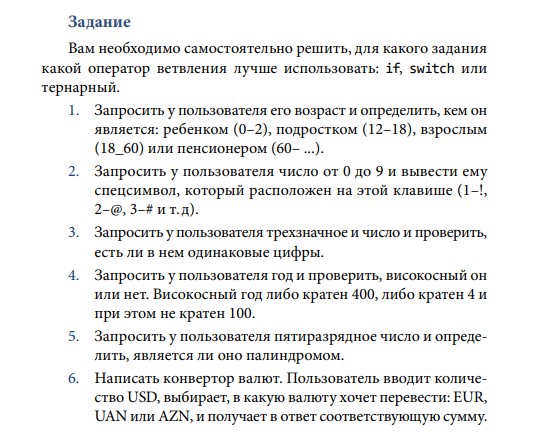 Задание
Вам необходимо самостоятельно решить, для какого задания
какой оператор ветвления лучше использовать: if, switch или
тернарный.
1. Запросить у пользователя его возраст и определить, кем он
является: ребенком (0–2), подростком (12–18), взрослым
(18_60) или пенсионером (60– ...).
2. Запросить у пользователя число от 0 до 9 и вывести ему
спецсимвол, который расположен на этой клавише (1–!,
2–@, 3–# и т.д).
3. Запросить у пользователя трехзначное и число и проверить,
есть ли в нем одинаковые цифры.
4. Запросить у пользователя год и проверить, високосный он
или нет. Високосный год либо кратен 400, либо кратен 4 и
при этом не кратен 100.
5. Запросить у пользователя пятиразрядное число и опреде-
лить, является ли оно палиндромом.
6. Написать конвертор валют. Пользователь вводит количе-
ство USD, выбирает, в какую валюту хочет перевести: EUR,
UAN или AZN, и получает в ответ соответствующую сумму.